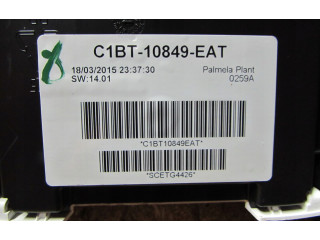 C1BT-10849-EAT
18/03/2015 23:37:30 Palmela Plant
SW:14.01 0259A
*C1BT10849EAT*
*SCETG4426*